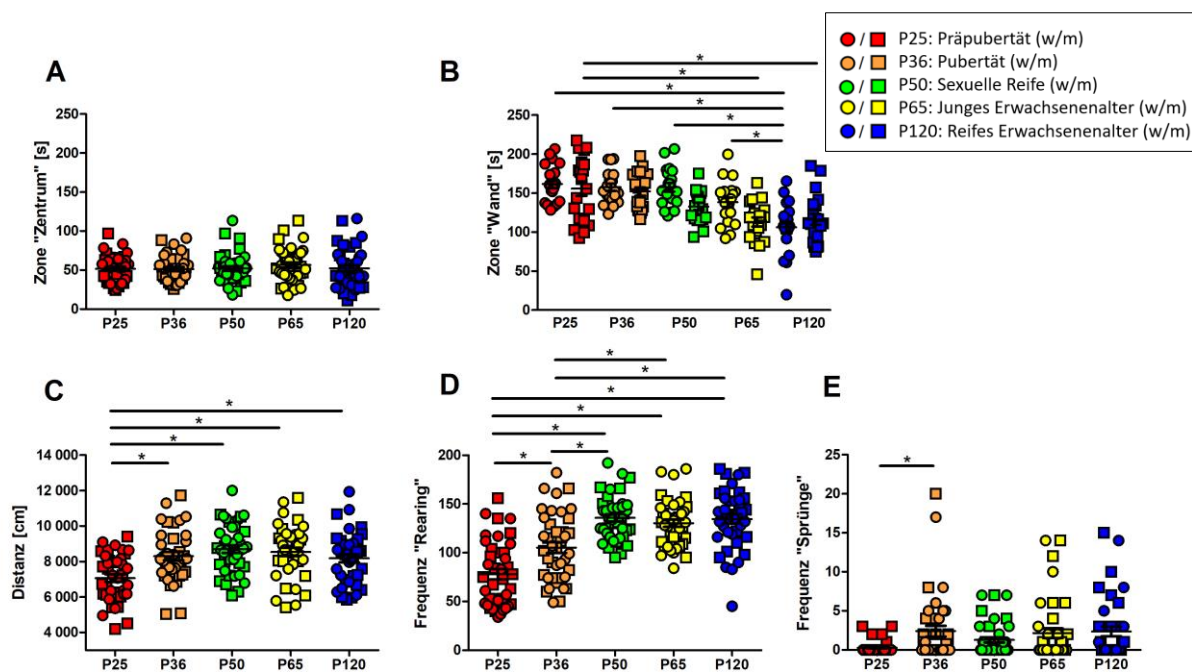 P25: Präpubertät (w/m)
P36: Pubertät (w/m)
P50: Sexuelle Reife (w/m)
P65: Junges Erwachsenenalter (w/m)
P120: Reifes Erwachsenenalter (w/m)
A
Zone "Zentrum" [s]
250
200
150
100
50
0
P25 P36 P50 P65 P120
B
* * * * * *
Zone "Wand" [s]
250
200
150
100
50
0
P25 P36 P50 P65 P120
C
* * * *
Distanz [cm]
14 000
12 000
10 000
8 000
6 000
4 000
P25 P36 P50 P65 P120
D
* * * * * * *
Frequenz "Rearing"
200
150
100
50
0
P25 P36 P50 P65 P120
E
*
Frequenz "Sprünge"
25
20
15
10
5
0
P25 P36 P50 P65 P120